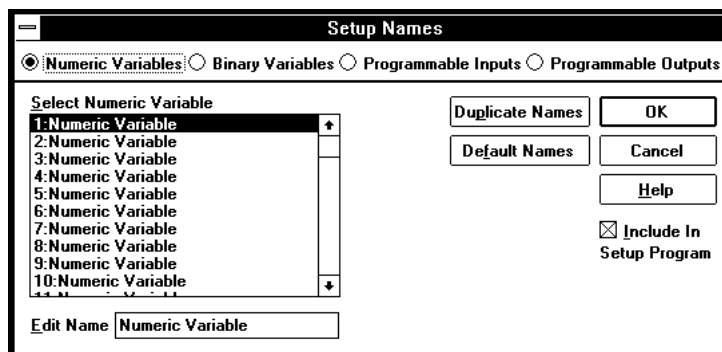 Setup Names
Numeric Variables Binary Variables Programmable Inputs Programmable Outputs
Select Numeric Variable
1:Numeric Variable
2:Numeric Variable
3:Numeric Variable
4:Numeric Variable
5:Numeric Variable
6:Numeric Variable
7:Numeric Variable
8:Numeric Variable
9:Numeric Variable
10:Numeric Variable
Edit Name Numeric Variable
Duplicate Names
Default Names
OK
Cancel
Help
Include In
Setup Program